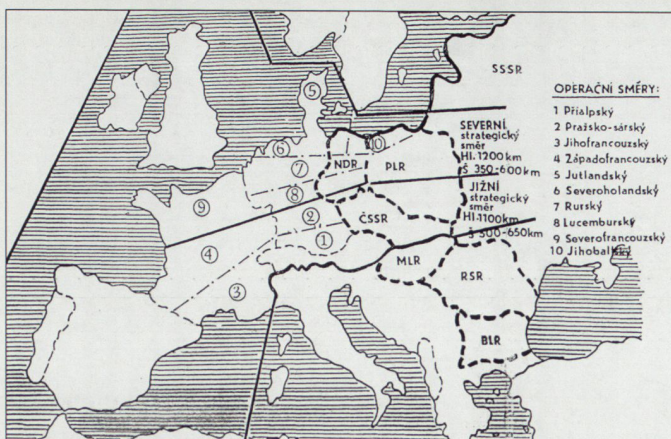 SSSR
OPERAČNÍ SMĚRY:
1 Přialpský
2 Pražsko-sárský
3 Jihofrancouzský
4 Západofrancouzský
5 Jutlandský
6 Severoholandský
7 Rurský
8 Lucemburský
9 Severofrancouzský
10 Jihobaltský
SEVERNÍ
strategický
směr
Hl. 1200 km
Š 350-600 km
JIŽNÍ
strategický
směr
Hl. 1100 km
Š 500-650 km
5
6
10
NDR
PLR
7
8
9
2
ČSSR
1
4
MLR
RSR
3
BLR